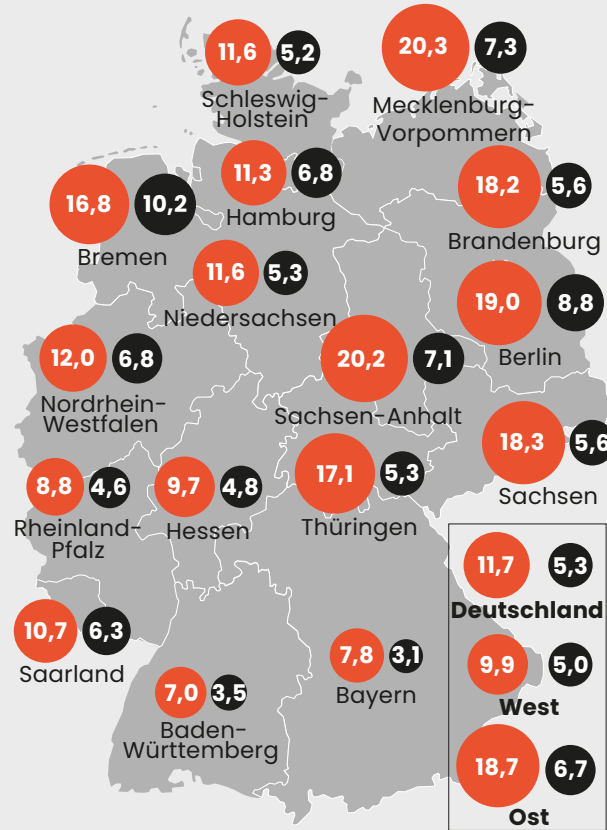 11,6 5,2
Schleswig-
Holstein
20,3 7,3
Mecklenburg-
Vorpommern
11,3 6,8
Hamburg
18,2 5,6
Brandenburg
16,8 10,2
Bremen
11,6 5,3
Niedersachsen
19,0 8,8
Berlin
12,0 6,8
Nordrhein-
Westfalen
20,2 7,1
Sachsen-Anhalt
18,3 5,6
Sachsen
8,8 4,6
Rheinland-
Pfalz
9,7 4,8
Hessen
17,1 5,3
Thüringen
10,7 6,3
Saarland
7,0 3,5
Baden-
Württemberg
7,8 3,1
Bayern
11,7 5,3
Deutschland
9,9 5,0
West
18,7 6,7
Ost